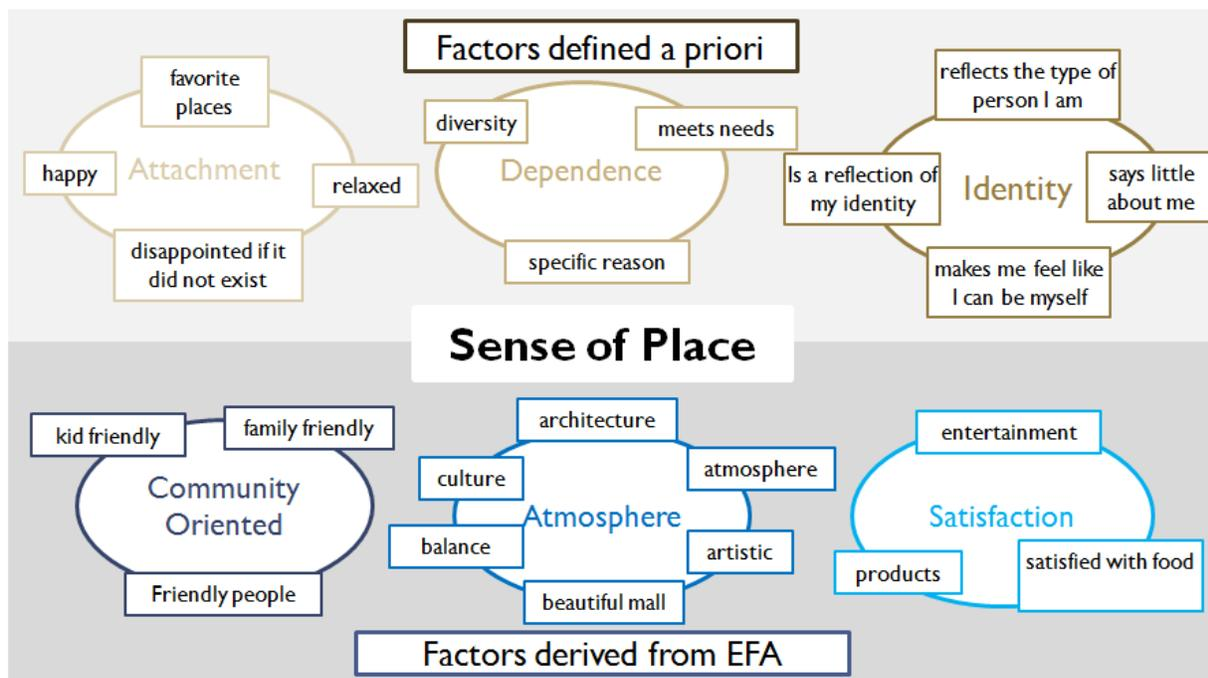 Factors defined a priori
favorite
places
happy
Attachment
relaxed
disappointed if it
did not exist
diversity
meets needs
Dependence
specific reason
reflects the type of
person I am
Is a reflection of
my identity
Identity
says little
about me
makes me feel like
I can be myself
Sense of Place
kid friendly
family friendly
Community
Oriented
Friendly people
architecture
culture
atmosphere
Atmosphere
balance
artistic
beautiful mall
entertainment
Satisfaction
products
satisfied with food
Factors derived from EFA